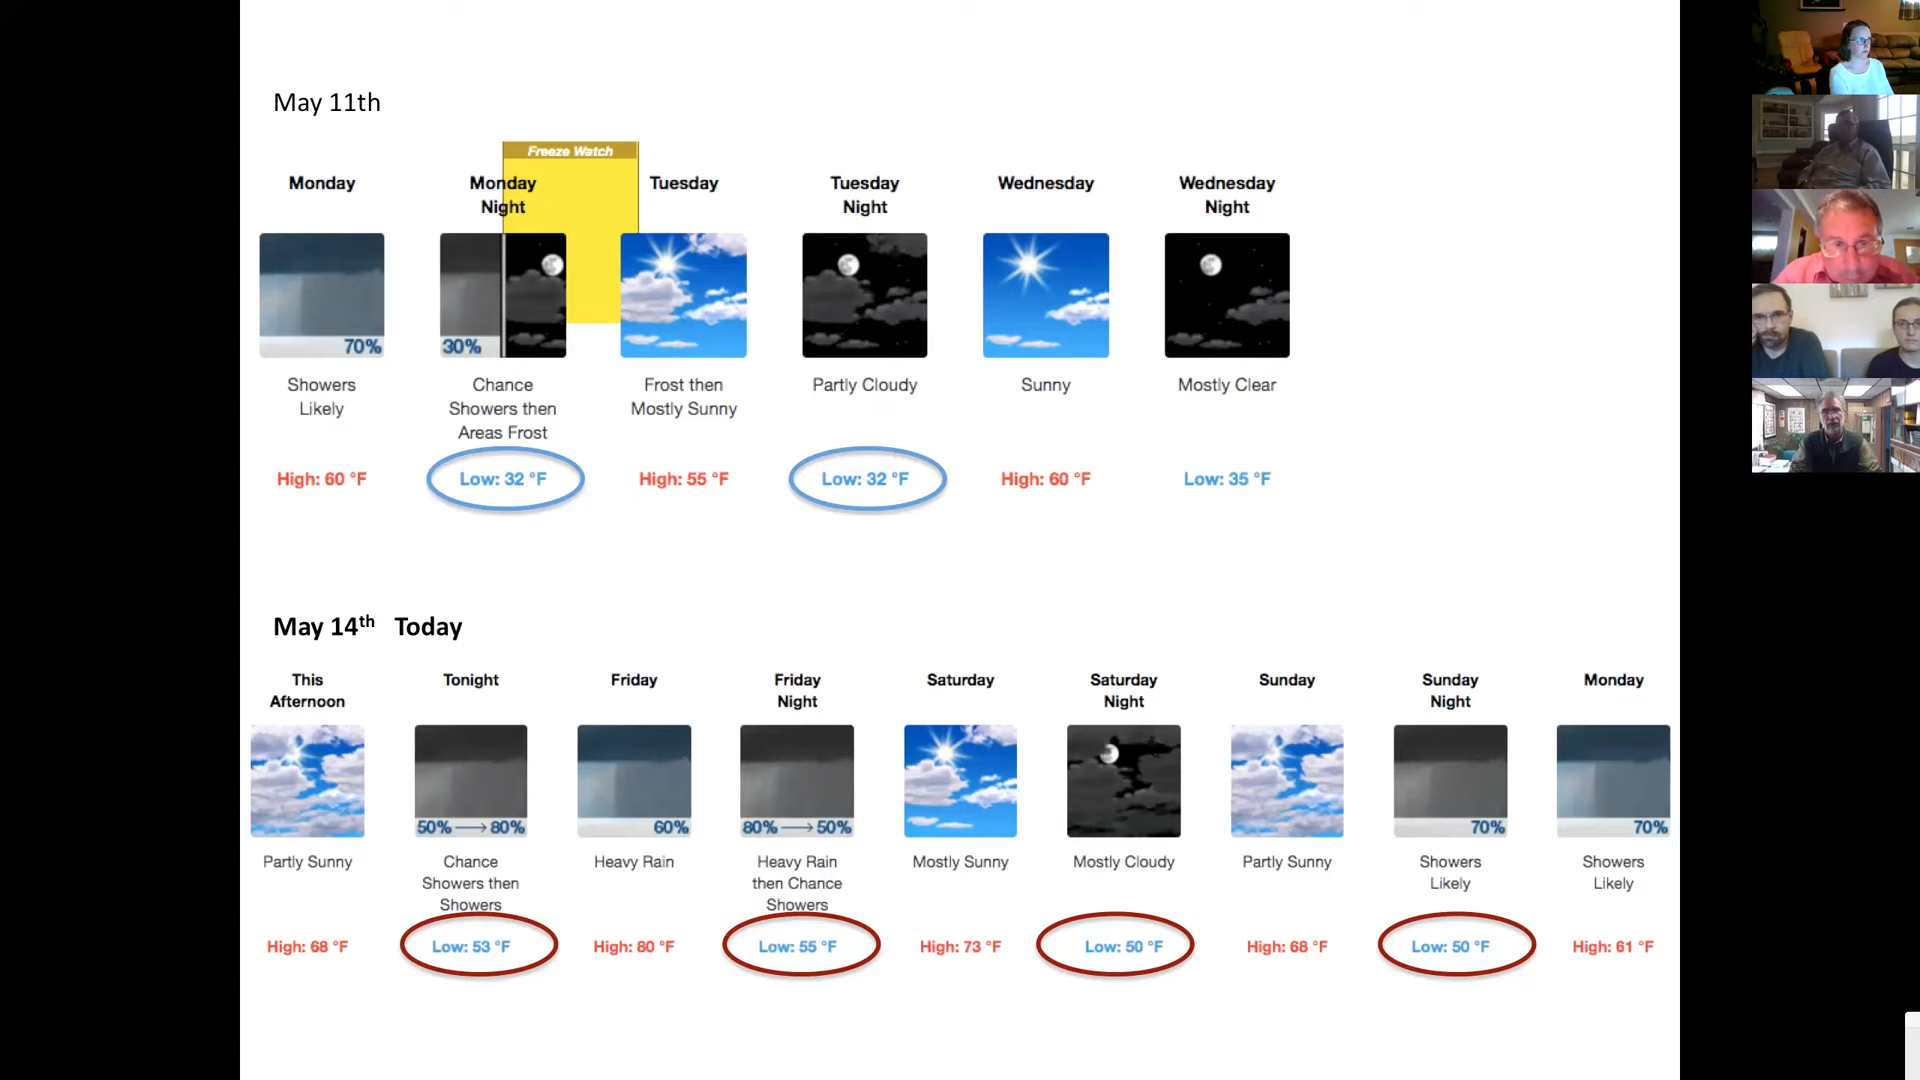 May 11th
Freeze Watch
Monday
Monday
Night
Tuesday
Tuesday
Night
Wednesday
Wednesday
Night
70%
30%
Showers
Likely
Chance
Showers then
Areas Frost
Frost then
Mostly Sunny
Partly Cloudy
Sunny
Mostly Clear
High: 60 °F
Low: 32 °F
High: 55 °F
Low: 32 °F
High: 60 °F
Low: 35 °F
May 14th Today
This
Afternoon
Tonight
Friday
Friday
Night
Saturday
Saturday
Night
Sunday
Sunday
Night
Monday
50% → 80%
60%
80% → 50%
70%
70%
Partly Sunny
Chance
Showers then
Showers
Heavy Rain
Heavy Rain
then Chance
Showers
Mostly Sunny
Mostly Cloudy
Partly Sunny
Showers
Likely
Showers
Likely
High: 68 °F
Low: 53 °F
High: 80 °F
Low: 55 °F
High: 73 °F
Low: 50 °F
High: 68 °F
Low: 50 °F
High: 61 °F